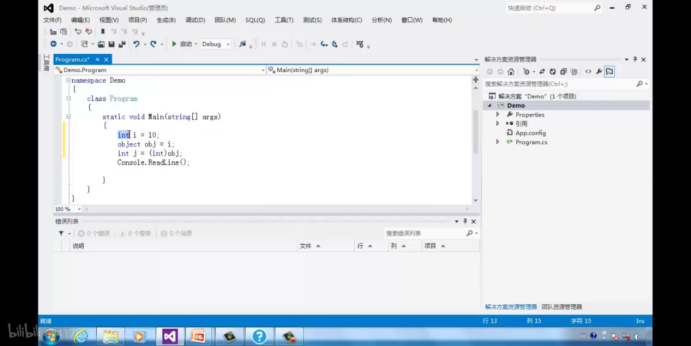 Demo - Microsoft Visual Studio(管理员)
快速启动 (Ctrl+Q)
文件(F) 编辑(E) 视图(V) 项目(P) 生成(B) 调试(D) 团队(M) SQL(Q) 工具(T) 测试(S) 体系结构(C) 分析(N) 窗口(W) 帮助(H)
启动 Debug
Program.cs*
Demo.Program
Main(string[] args)
namespace Demo
{
class Program
{
static void Main(string[] args)
{
int i = 10;
object obj = i;
int j = (int)obj;
Console.ReadLine();
}
}
}
100 %
错误列表
0 个错误 0 个警告 0 个消息
搜索错误列表
说明 文件 行 列 项目
解决方案资源管理器
搜索解决方案资源管理器(Ctrl+;)
解决方案 "Demo" (1 个项目)
Demo
Properties
引用
App.config
Program.cs
解决方案资源管理器 团队资源管理器
就绪
行 13 列 15 字符 15 Ins
bilibili